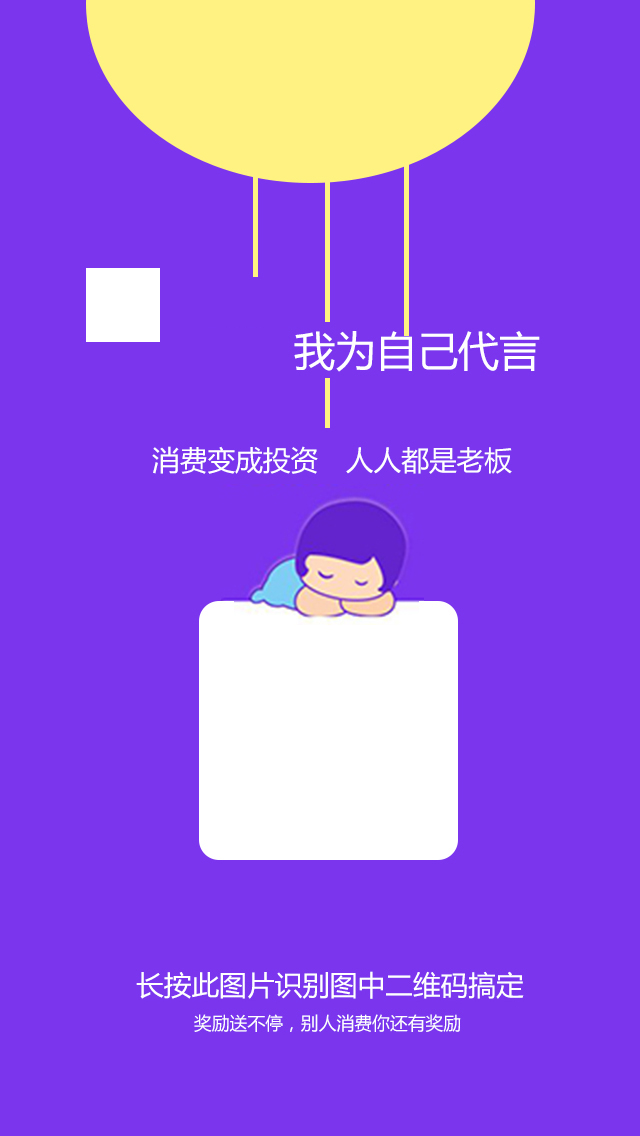 我为自己代言
消费变成投资　人人都是老板
长按此图片识别图中二维码搞定
奖励送不停，别人消费你还有奖励